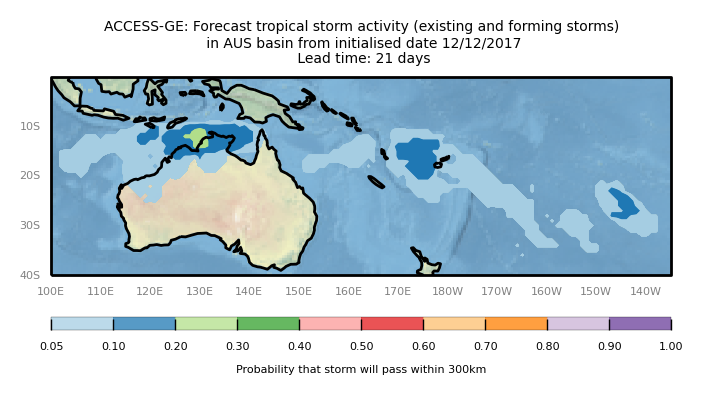 ACCESS-GE: Forecast tropical storm activity (existing and forming storms)
in AUS basin from initialised date 12/12/2017
Lead time: 21 days
10S
20S
30S
40S
100E 110E 120E 130E 140E 150E 160E 170E 180W 170W 160W 150W 140W
0.05 0.10 0.20 0.30 0.40 0.50 0.60 0.70 0.80 0.90 1.00
Probability that storm will pass within 300km